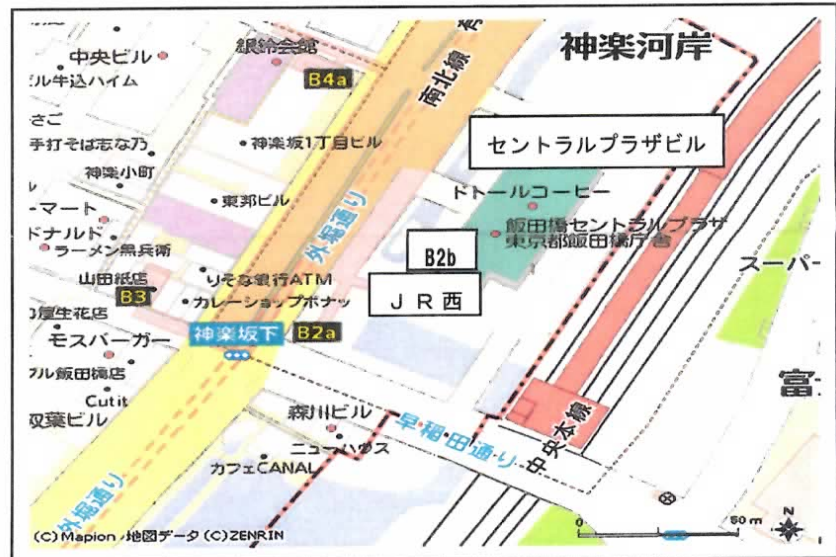 神楽河岸
中央ビル
銀鈴会館
ル牛込ハイム
B4a
南北線
さご
手打そば志な乃
神楽坂1丁目ビル
セントラルプラザビル
神楽小町
ドトールコーヒー
ーマート
東邦ビル
外堀通り
飯田橋セントラルプラザ
東京都飯田橋庁舎
ドナルド
ラーメン黒兵衛
B2b
スーパー
山田紙店
りそな銀行ATM
B3
カレーショップボナッ
JR西
屋生花店
神楽坂下
B2a
モスバーガー
富
ル飯田橋店
Cutit
双葉ビル
森川ビル
早稲田通り
中央本線
ニューハウス
カフェCANAL
外堀通り
(C)Mapion 地図データ(C)ZENRIN
0
50 m
N